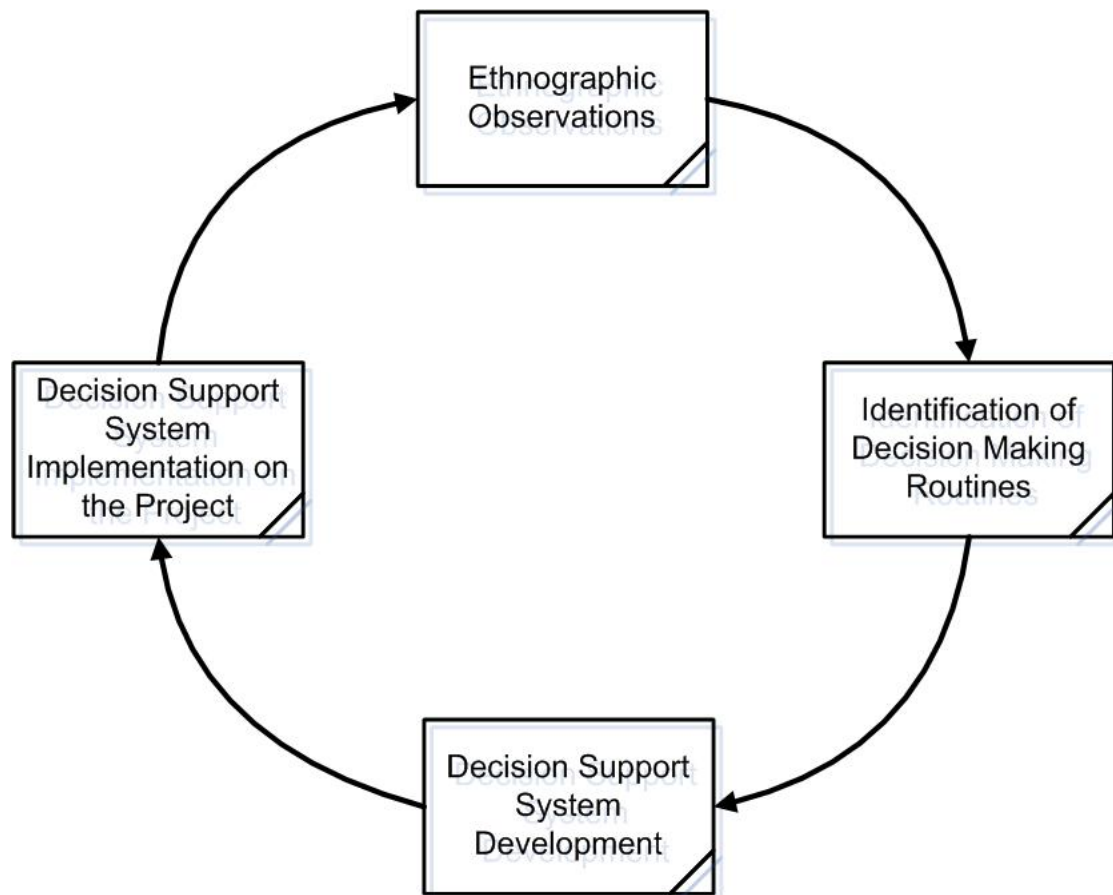 Ethnographic
Observations
Identification of
Decision Making
Routines
Decision Support
System
Development
Decision Support
System
Implementation on
the Project